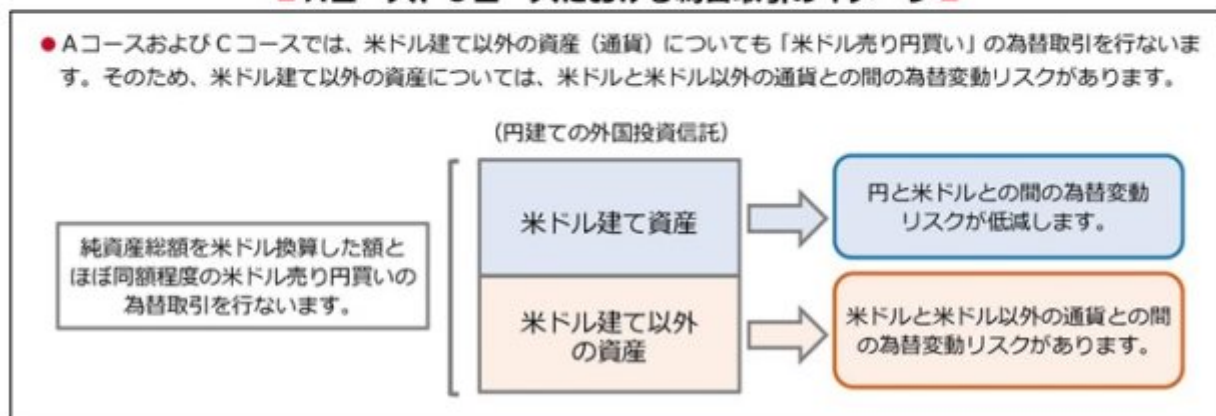 ●AコースおよびCコースでは、米ドル建て以外の資産（通貨）についても「米ドル売り円買い」の為替取引を行ないま
す。そのため、米ドル建て以外の資産については、米ドルと米ドル以外の通貨との間の為替変動リスクがあります。
（円建ての外国投資信託）
純資産総額を米ドル換算した額と
ほぼ同額程度の米ドル売り円買いの
為替取引を行ないます。
米ドル建て資産
円と米ドルとの間の為替変動
リスクが低減します。
米ドル建て以外
の資産
米ドルと米ドル以外の通貨との間
の為替変動リスクがあります。